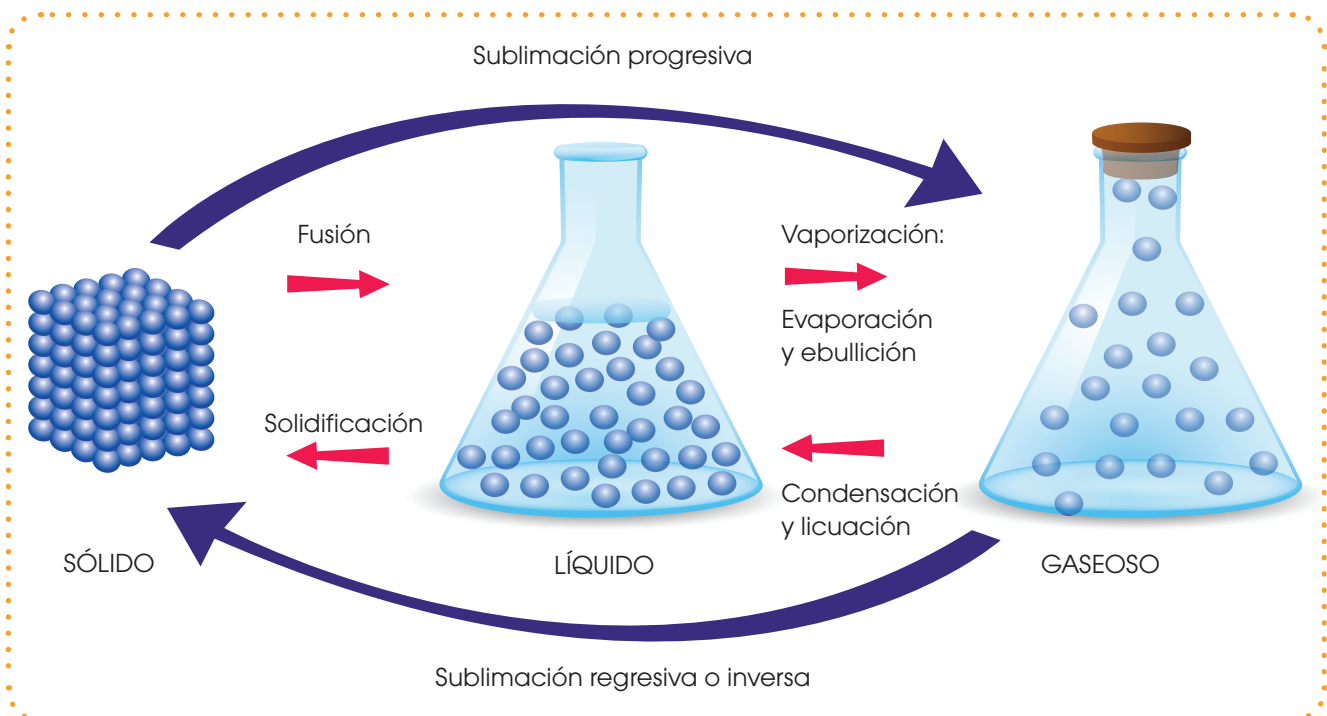 Sublimación progresiva
Fusión
Vaporización:
Evaporación
y ebullición
Solidificación
Condensación
y licuación
SÓLIDO
LÍQUIDO
GASEOSO
Sublimación regresiva o inversa